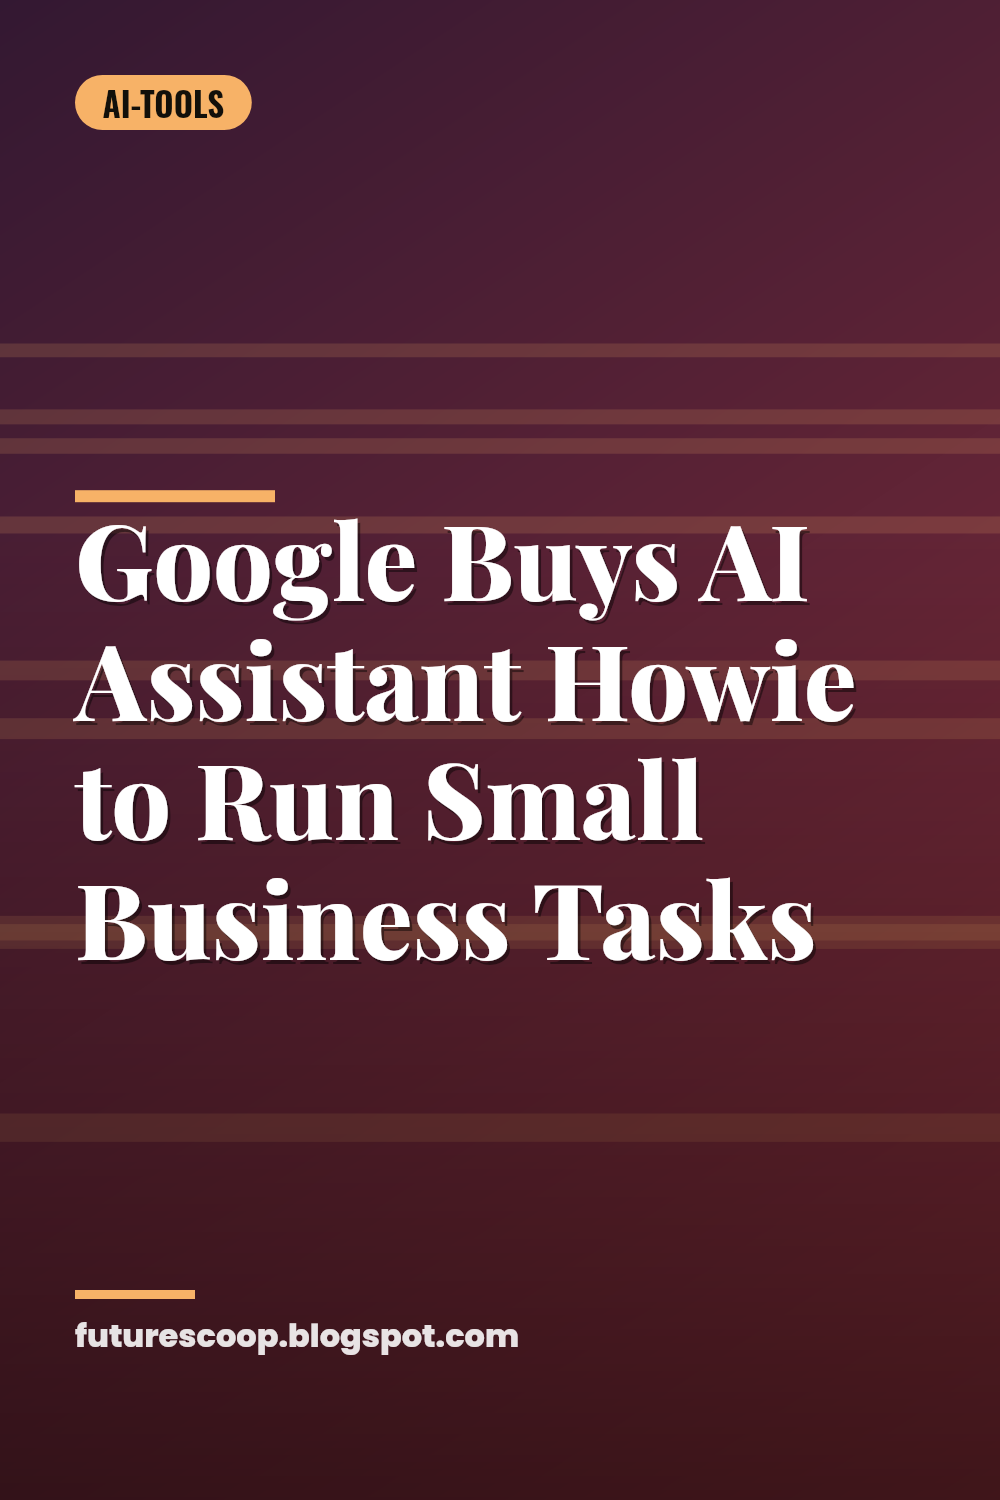 AI-TOOLS
Google Buys AI
Assistant Howie
to Run Small
Business Tasks
futurescoop.blogspot.com